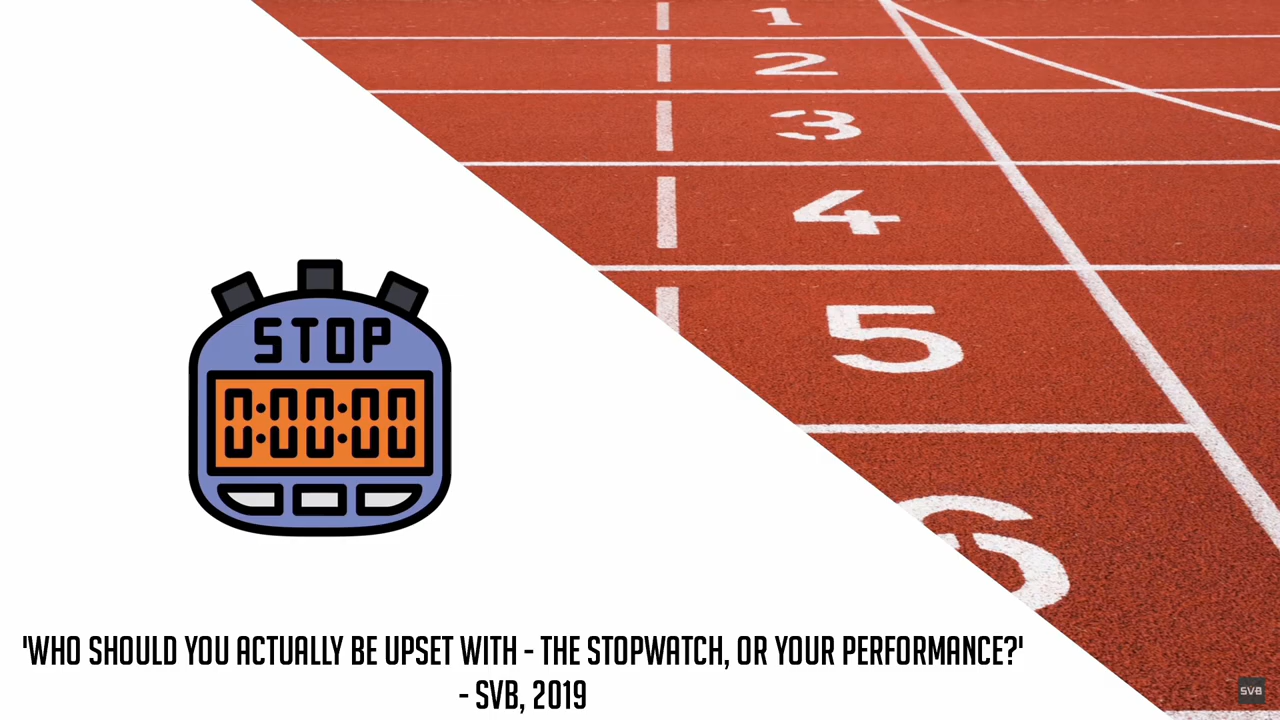 1
2
3
4
5
6
STOP
0:00:00
'WHO SHOULD YOU ACTUALLY BE UPSET WITH - THE STOPWATCH, OR YOUR PERFORMANCE?'
- SVB, 2019
SVB